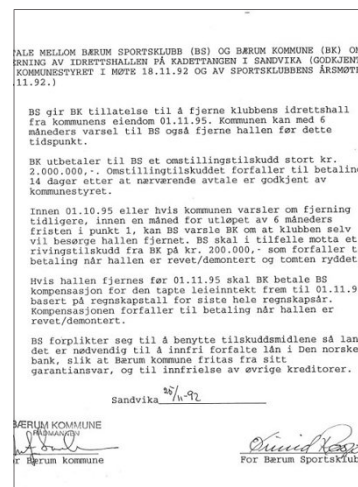 TALE MELLOM BÆRUM SPORTSKLUBB (BS) OG BÆRUM KOMMUNE (BK) OM
ERNING AV IDRETTSHALLEN PÅ KADETTANGEN I SANDVIKA (GODKJENT
KOMMUNESTYRET I MØTE 18.11.92 OG AV SPORTSKLUBBENS ÅRSMØTE
.11.92.)
BS gir BK tillatelse til å fjerne klubbens idrettshall
fra kommunens eiendom 01.11.95. Kommunen kan med 6
måneders varsel til BS også fjerne hallen før dette
tidspunkt.
BK utbetaler til BS et omstillingstilskudd stort kr.
2.000.000,-. Omstillingtilskuddet forfaller til betaling
14 dager etter at nærværende avtale er godkjent av
kommunestyret.
Innen 01.10.95 eller hvis kommunen varsler om fjerning
tidligere, innen en måned før utløpet av 6 måneders
fristen i punkt 1, kan BS varsle BK om at klubben selv
vil besørge hallen fjernet. BS skal i tilfelle motta et
rivingstilskudd fra BK på kr. 200.000,- som forfaller t
betaling når hallen er revet/demontert og tomten ryddet
Hvis hallen fjernes før 01.11.95 skal BK betale BS
kompensasjon for den tapte leieinntekt frem til 01.11.9
basert på regnskapstall for siste hele regnskapsår.
Kompensasjonen forfaller til betaling når hallen er
revet/demontert.
BS forplikter seg til å benytte tilskuddsmidlene så lan
det er nødvendig til å innfri forfalte lån i Den norske
bank, slik at Bærum kommune fritas fra sitt
garantiansvar, og til innfrielse av øvrige kreditorer.
Sandvika 25/11-92
BÆRUM KOMMUNE
RÅDMANNEN
r Bærum kommune
For Bærum Sportsklub